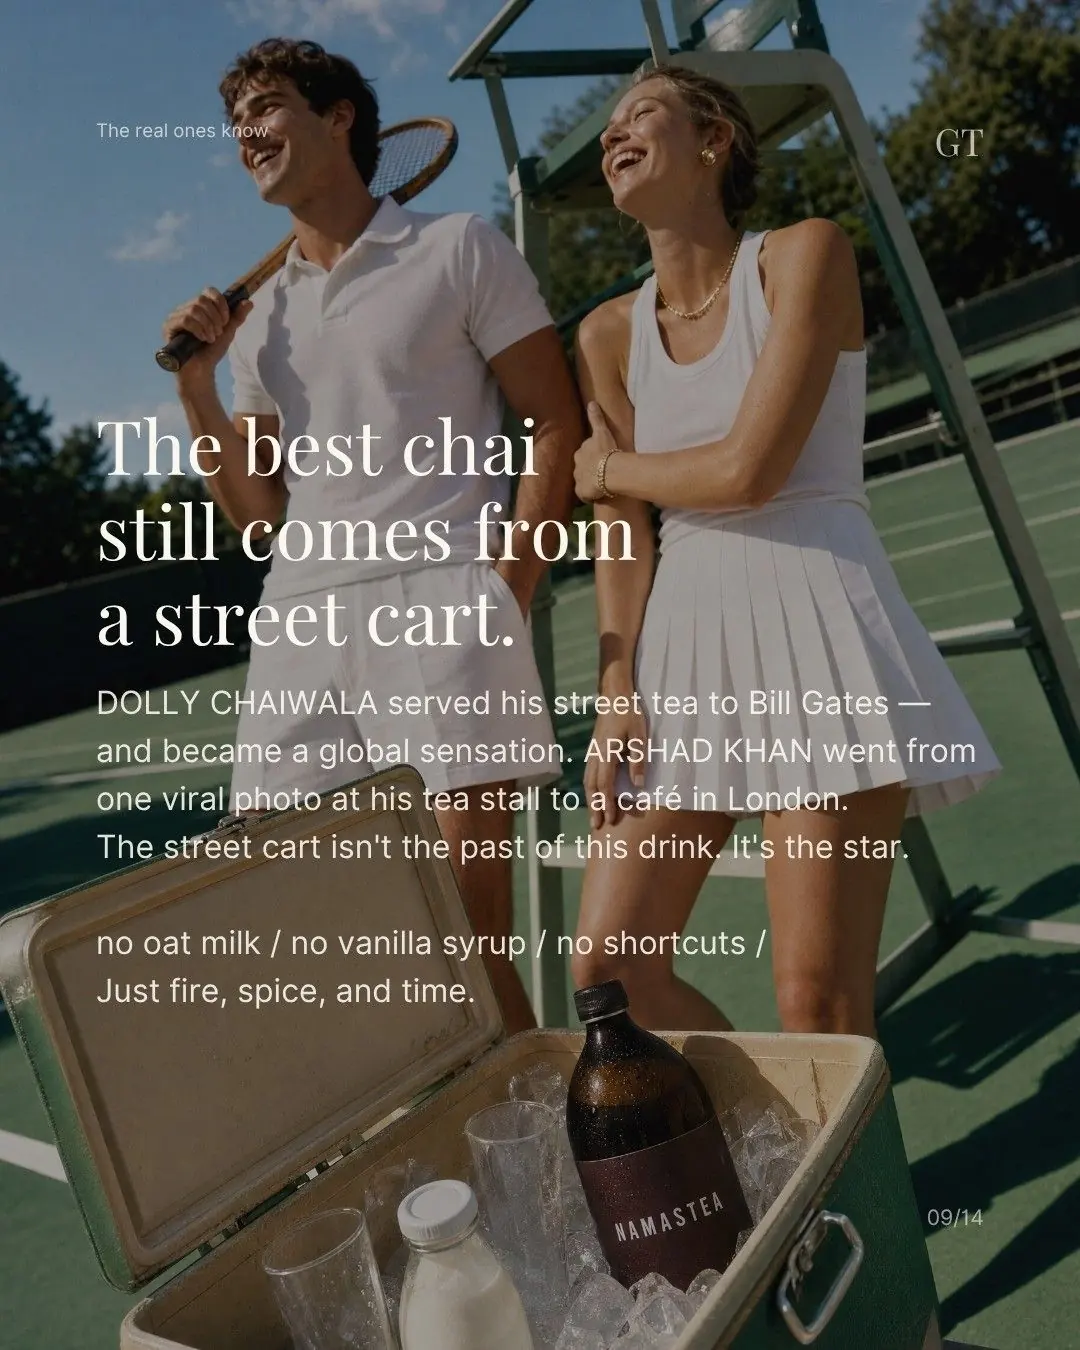 The real ones know
GT
The best chai
still comes from
a street cart.
DOLLY CHAIWALA served his street tea to Bill Gates —
and became a global sensation. ARSHAD KHAN went from
one viral photo at his tea stall to a café in London.
The street cart isn't the past of this drink. It's the star.
no oat milk / no vanilla syrup / no shortcuts /
Just fire, spice, and time.
NAMASTEA
09/14